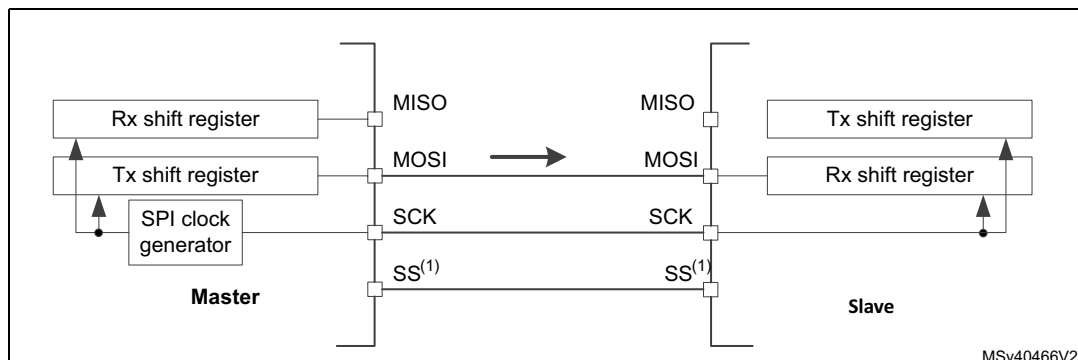 MISO
MISO
Rx shift register
Tx shift register
MOSI
MOSI
Tx shift register
Rx shift register
SPI clock
generator
SCK
SCK
SS(1)
SS(1)
Master
Slave
MSv40466V2